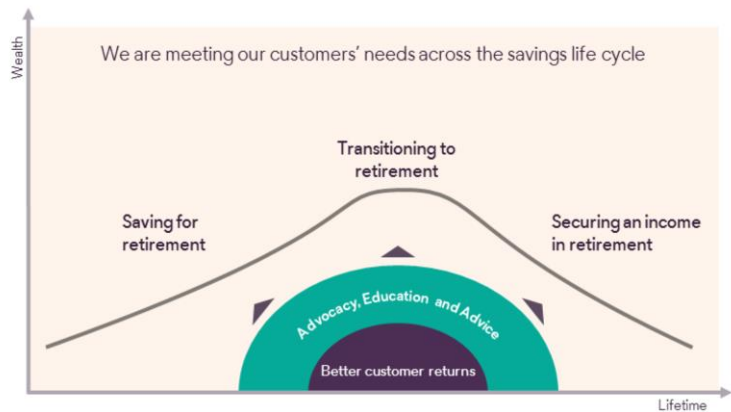 Wealth
We are meeting our customers' needs across the savings life cycle
Transitioning to
retirement
Saving for
retirement
Securing an income
in retirement
Advocacy, Education and Advice
Better customer returns
Lifetime